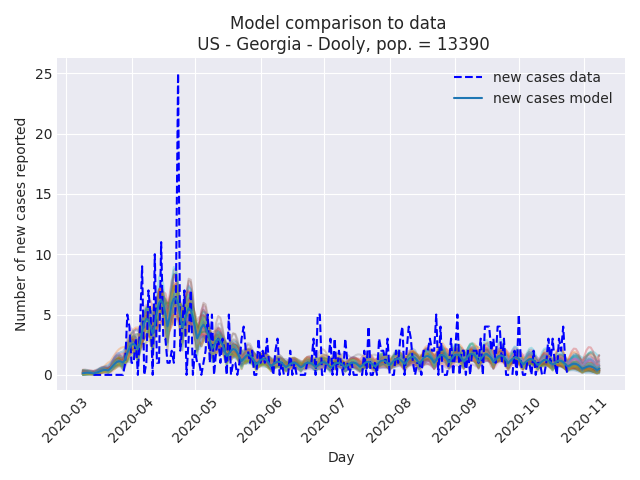 Model comparison to data
US - Georgia - Dooly, pop. = 13390
new cases data
new cases model
Number of new cases reported
25
20
15
10
5
0
2020-03
2020-04
2020-05
2020-06
2020-07
2020-08
2020-09
2020-10
2020-11
Day